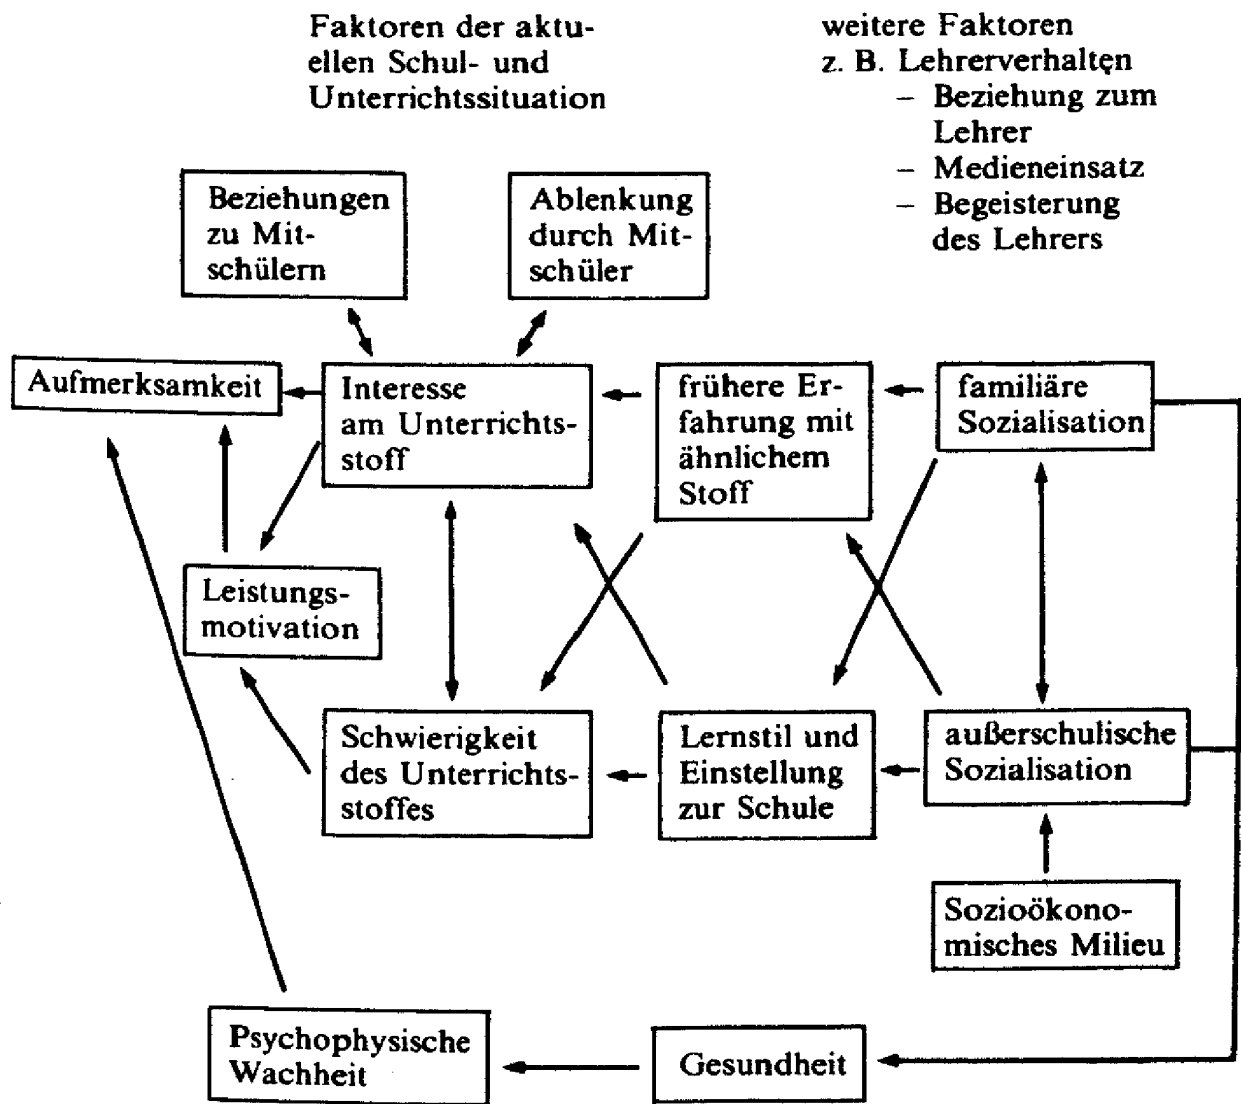 Faktoren der aktu-
ellen Schul- und
Unterrichtssituation
weitere Faktoren
z. B. Lehrerverhalten
– Beziehung zum
Lehrer
– Medieneinsatz
– Begeisterung
des Lehrers
Beziehungen
zu Mit-
schülern
Ablenkung
durch Mit-
schüler
Aufmerksamkeit
Interesse
am Unterrichts-
stoff
frühere Er-
fahrung mit
ähnlichem
Stoff
familiäre
Sozialisation
Leistungs-
motivation
Schwierigkeit
des Unterrichts-
stoffes
Lernstil und
Einstellung
zur Schule
außerschulische
Sozialisation
Sozioökono-
misches Milieu
Psychophysische
Wachheit
Gesundheit